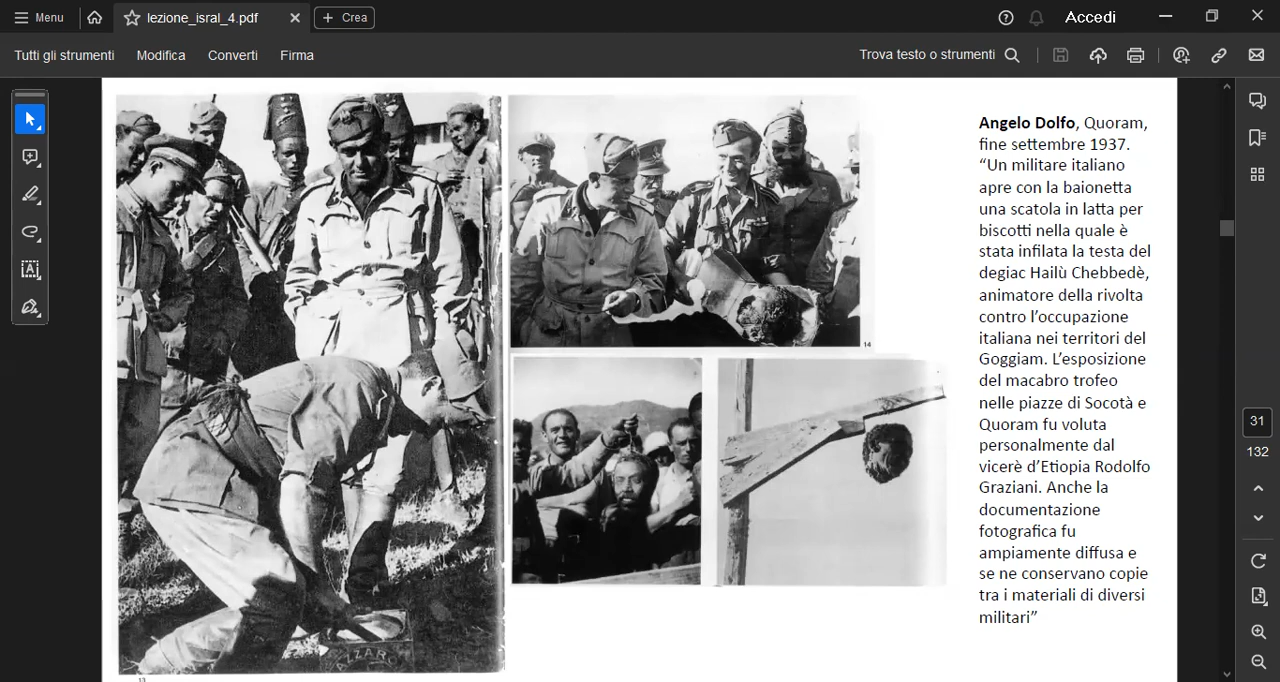 Menu
lezione_isral_4.pdf
Crea
Accedi
Tutti gli strumenti
Modifica
Converti
Firma
Trova testo o strumenti
Angelo Dolfo, Quoram,
fine settembre 1937.
“Un militare italiano
apre con la baionetta
una scatola in latta per
biscotti nella quale è
stata infilata la testa del
degiac Hailù Chebbedè,
animatore della rivolta
contro l’occupazione
italiana nei territori del
Goggiam. L’esposizione
del macabro trofeo
nelle piazze di Socotà e
Quoram fu voluta
personalmente dal
vicerè d’Etiopia Rodolfo
Graziani. Anche la
documentazione
fotografica fu
ampiamente diffusa e
se ne conservano copie
tra i materiali di diversi
militari”
14
AZZARO
13
31
132